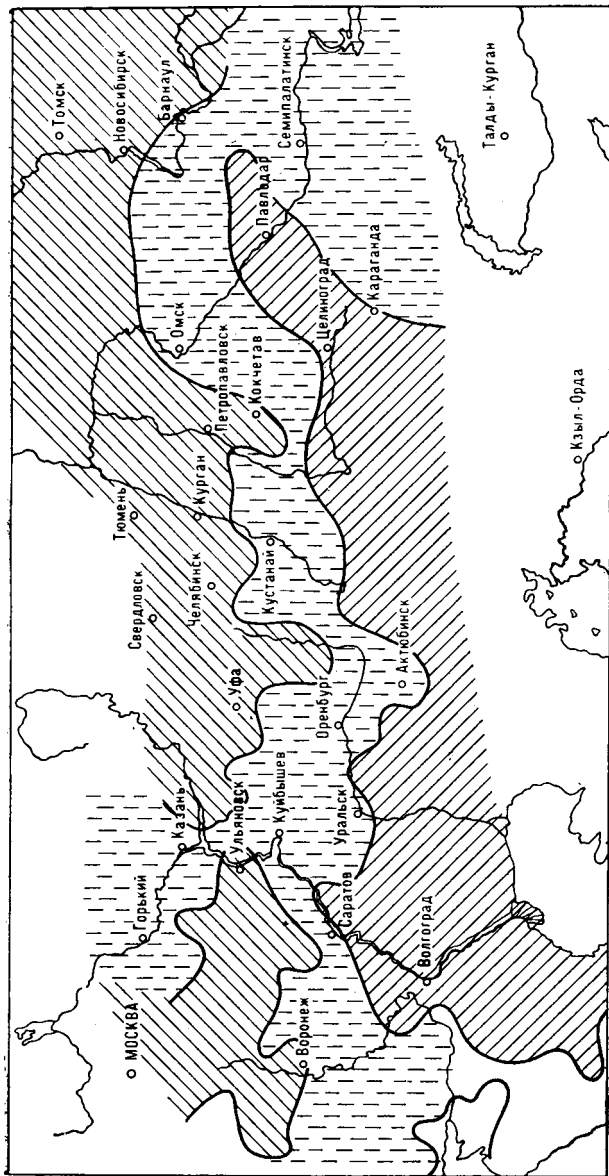 МОСКВА
Горький
Казань
Ульяновск
Куйбышев
Воронеж
Саратов
Волгоград
Уральск
Оренбург
Актюбинск
Уфа
Свердловск
Челябинск
Тюмень
Курган
Кустанай
Петропавловск
Кокчетав
Омск
Целиноград
Караганда
Павлодар
Семипалатинск
Томск
Новосибирск
Барнаул
Талды-Курган
Кзыл-Орда